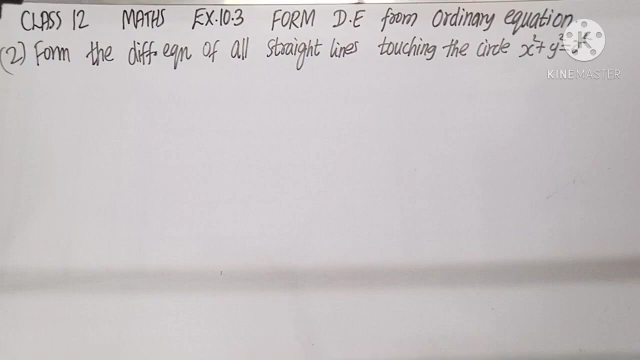 CLASS 12 MATHS EX.10.3 FORM D.E from Ordinary equation
(2) Form the diff. eqn of all straight lines touching the circle x²+y²=
KINEMASTER